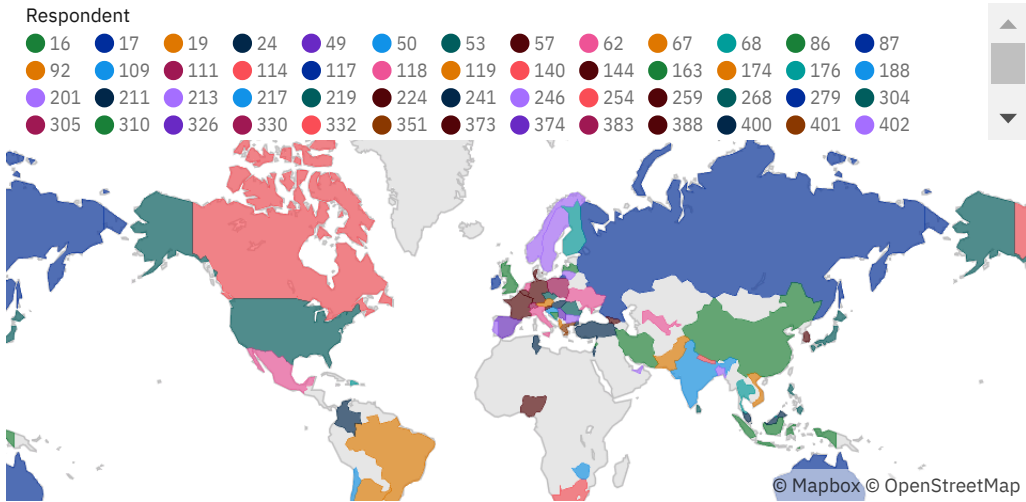 Respondent
16 17 19 24 49 50 53 57 62 67 68 86 87
92 109 111 114 117 118 119 140 144 163 174 176 188
201 211 213 217 219 224 241 246 254 259 268 279 304
305 310 326 330 332 351 373 374 383 388 400 401 402
© Mapbox © OpenStreetMap